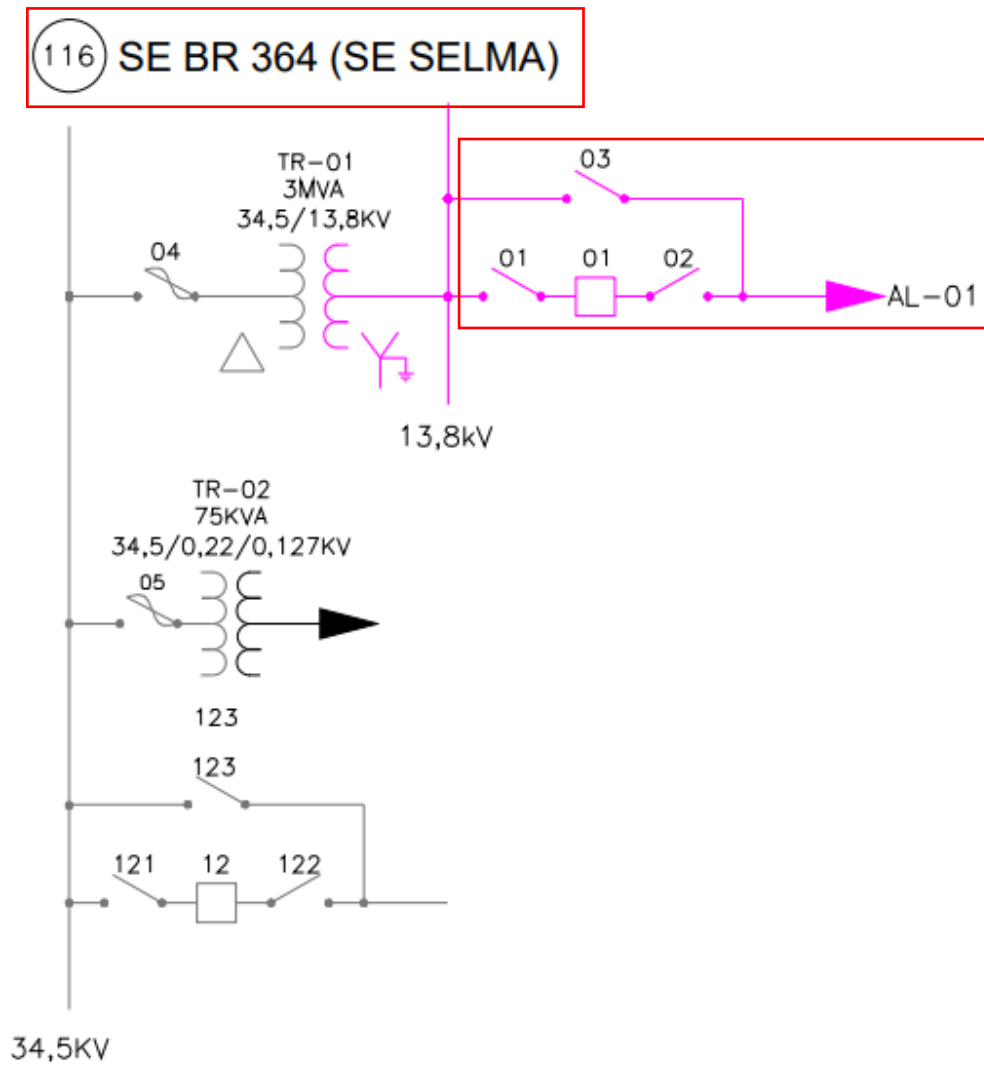 116 SE BR 364 (SE SELMA)
TR-01
3MVA
34,5/13,8KV
03
04
01 01 02
AL-01
13,8kV
TR-02
75KVA
34,5/0,22/0,127KV
05
123
123
121 12 122
34,5KV